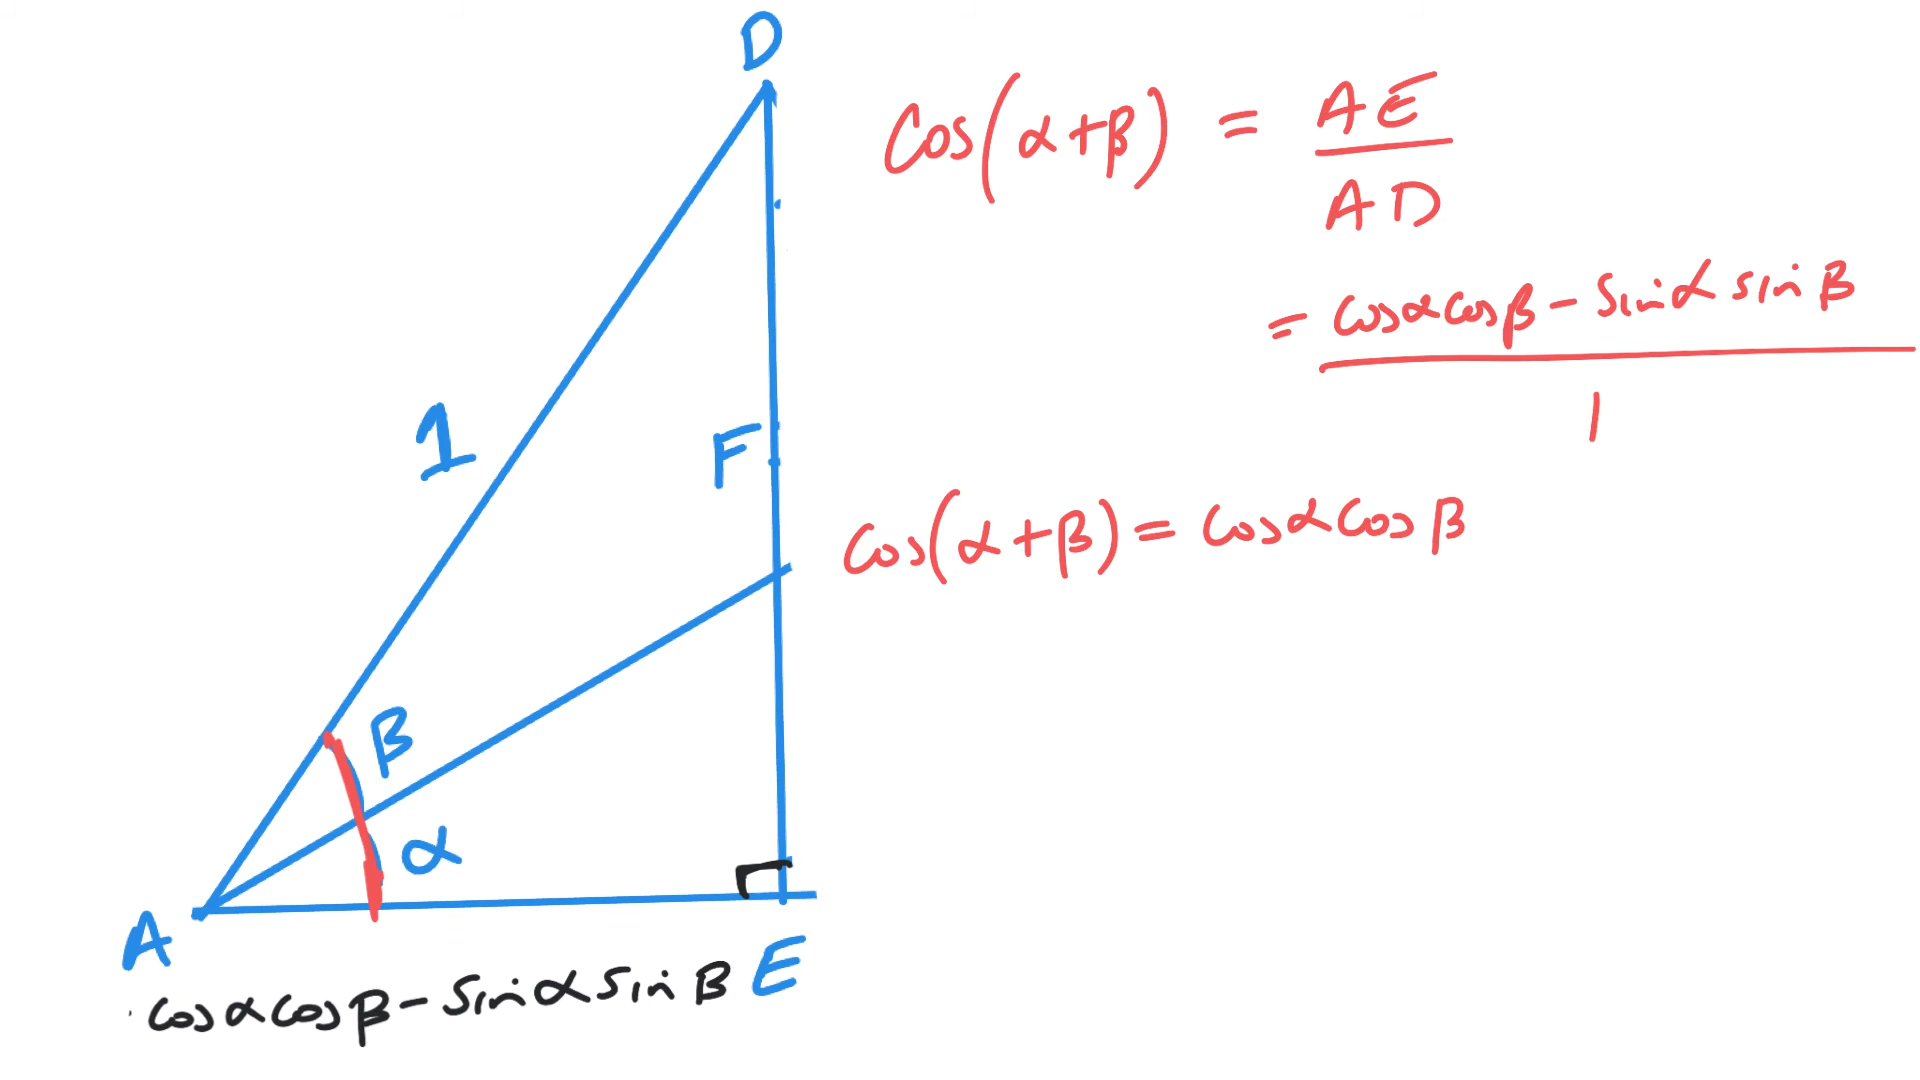 D
Cos(α+β) = AE
AD
= cosαcosβ - sinα sinβ
1
1
F
Cos(α+β) = cosαcosβ
β
α
A
E
cosαcosβ - sinαsinβ